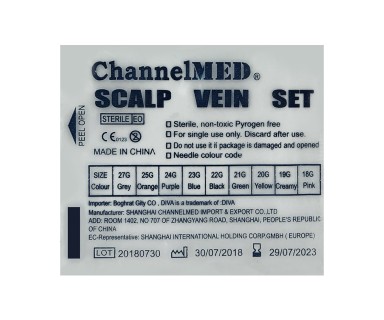 ChannelMED®
SCALP VEIN SET
PEEL OPEN
STERILE EO
CE 0123
MADE IN CHINA
Sterile, non-toxic Pyrogen free
For single use only. Discard after use.
Do not use it if package is damaged and opened
Needle colour code
SIZE 27G 25G 24G 23G 22G 21G 20G 19G 18G
Colour Grey Orange Purple Blue Black Green Yellow Creamy Pink
Importer: Boghrat Gity CO . DIVA is a trademark of :DIVA
Manufacturer: SHANGHAI CHANNELMED IMPORT & EXPORT CO.,LTD
ADD: ROOM 1402, NO 707 OF ZHANGYANG ROAD, SHANGHAI, PEOPLE'S REPUBLIC
OF CHINA
EC-Representative: SHANGHAI INTERNATIONAL HOLDING CORP.GMBH ( EUROPE)
LOT 20180730 30/07/2018 29/07/2023